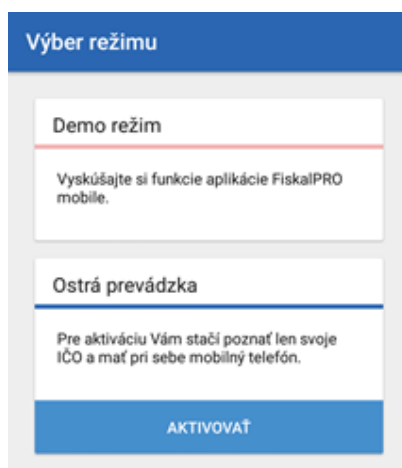 Výber režimu
Demo režim
Vyskúšajte si funkcie aplikácie FiskalPRO
mobile.
Ostrá prevádzka
Pre aktiváciu Vám stačí poznať len svoje
IČO a mať pri sebe mobilný telefón.
AKTIVOVAŤ